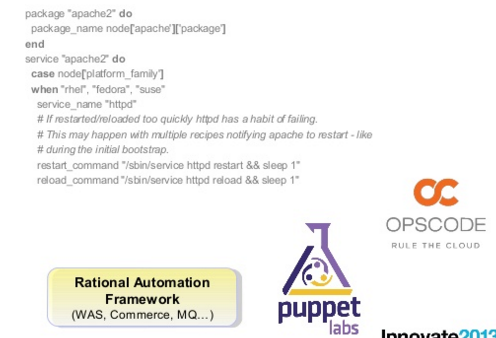 package "apache2" do
package_name node['apache']['package']
end
service "apache2" do
case node['platform_family']
when "rhel", "fedora", "suse"
service_name "httpd"
# If restarted/reloaded too quickly httpd has a habit of failing.
# This may happen with multiple recipes notifying apache to restart - like
# during the initial bootstrap.
restart_command "/sbin/service httpd restart && sleep 1"
reload_command "/sbin/service httpd reload && sleep 1"
OPSCODE
RULE THE CLOUD
Rational Automation
Framework
(WAS, Commerce, MQ...)
puppet
labs
Innovate2013